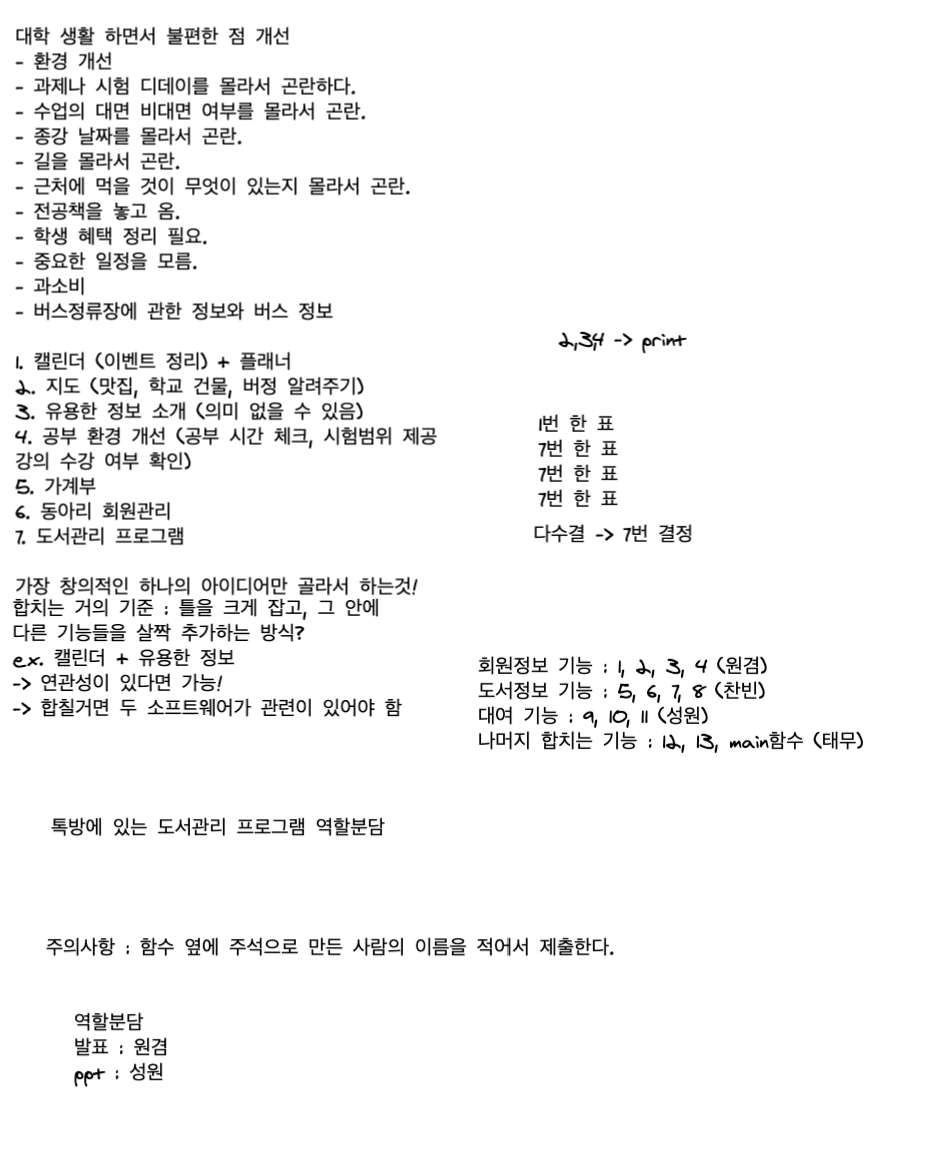 대학 생활 하면서 불편한 점 개선
- 환경 개선
- 과제나 시험 디데이를 몰라서 곤란하다.
- 수업의 대면 비대면 여부를 몰라서 곤란.
- 종강 날짜를 몰라서 곤란.
- 길을 몰라서 곤란.
- 근처에 먹을 것이 무엇이 있는지 몰라서 곤란.
- 전공책을 놓고 옴.
- 학생 혜택 정리 필요.
- 중요한 일정을 모름.
- 과소비
- 버스정류장에 관한 정보와 버스 정보
1. 캘린더 (이벤트 정리) + 플래너
2. 지도 (맛집, 학교 건물, 버정 알려주기)
3. 유용한 정보 소개 (의미 없을 수 있음)
4. 공부 환경 개선 (공부 시간 체크, 시험범위 제공
강의 수강 여부 확인)
5. 가계부
6. 동아리 회원관리
7. 도서관리 프로그램
2,3,4 -> print
1번 한 표
7번 한 표
7번 한 표
7번 한 표
다수결 -> 7번 결정
가장 창의적인 하나의 아이디어만 골라서 하는것!
합치는 거의 기준 : 틀을 크게 잡고, 그 안에
다른 기능들을 살짝 추가하는 방식?
ex. 캘린더 + 유용한 정보
-> 연관성이 있다면 가능!
-> 합칠거면 두 소프트웨어가 관련이 있어야 함
회원정보 기능 : 1, 2, 3, 4 (원겸)
도서정보 기능 : 5, 6, 7, 8 (찬빈)
대여 기능 : 9, 10, 11 (성원)
나머지 합치는 기능 : 12, 13, main함수 (태무)
톡방에 있는 도서관리 프로그램 역할분담
주의사항 : 함수 옆에 주석으로 만든 사람의 이름을 적어서 제출한다.
역할분담
발표 : 원겸
ppt : 성원